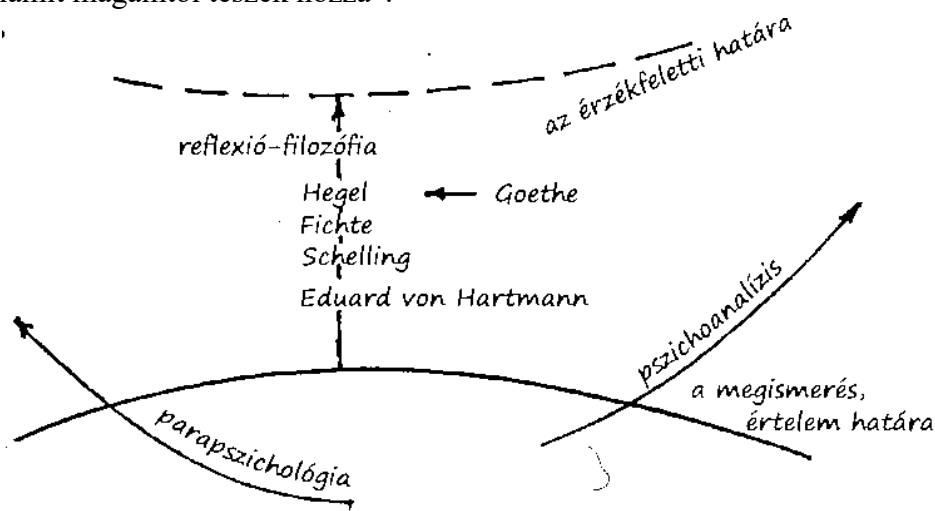 az érzékfeletti határa
reflexió-filozófia
Hegel
Goethe
Fichte
Schelling
Eduard von Hartmann
pszichoanalízis
a megismerés,
értelem határa
parapszichológia